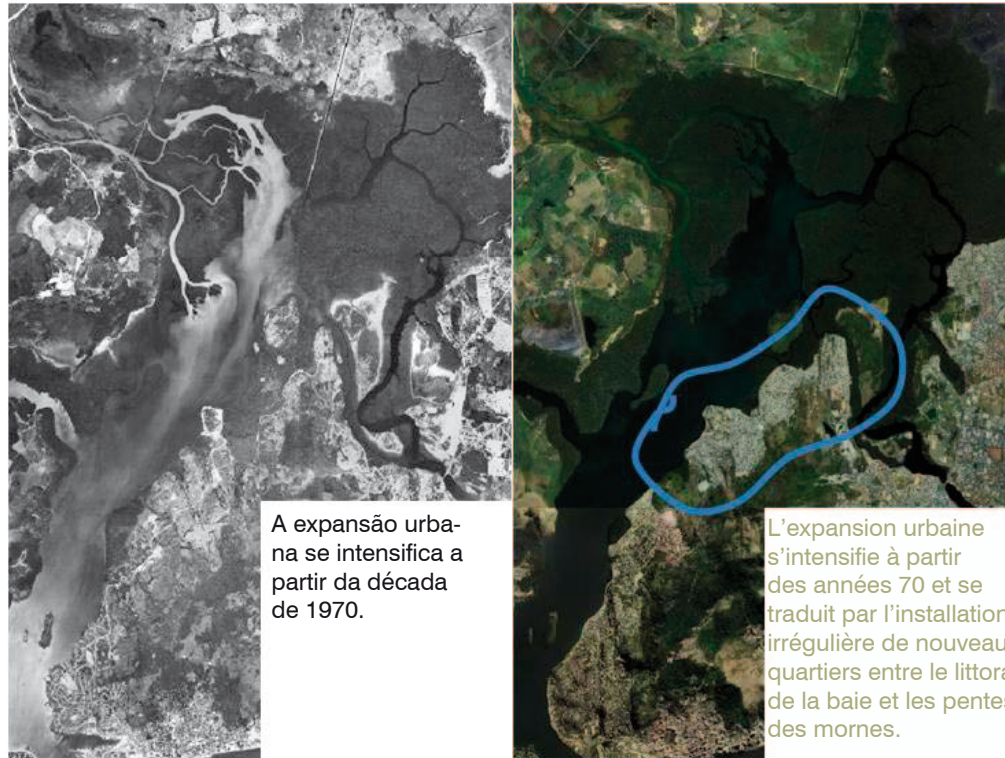 A expansão urba-
na se intensifica a
partir da década
de 1970.
L'expansion urbaine
s'intensifie à partir
des années 70 et se
traduit par l'installation
irrégulière de nouveau
quartiers entre le littora
de la baie et les pentes
des mornes.